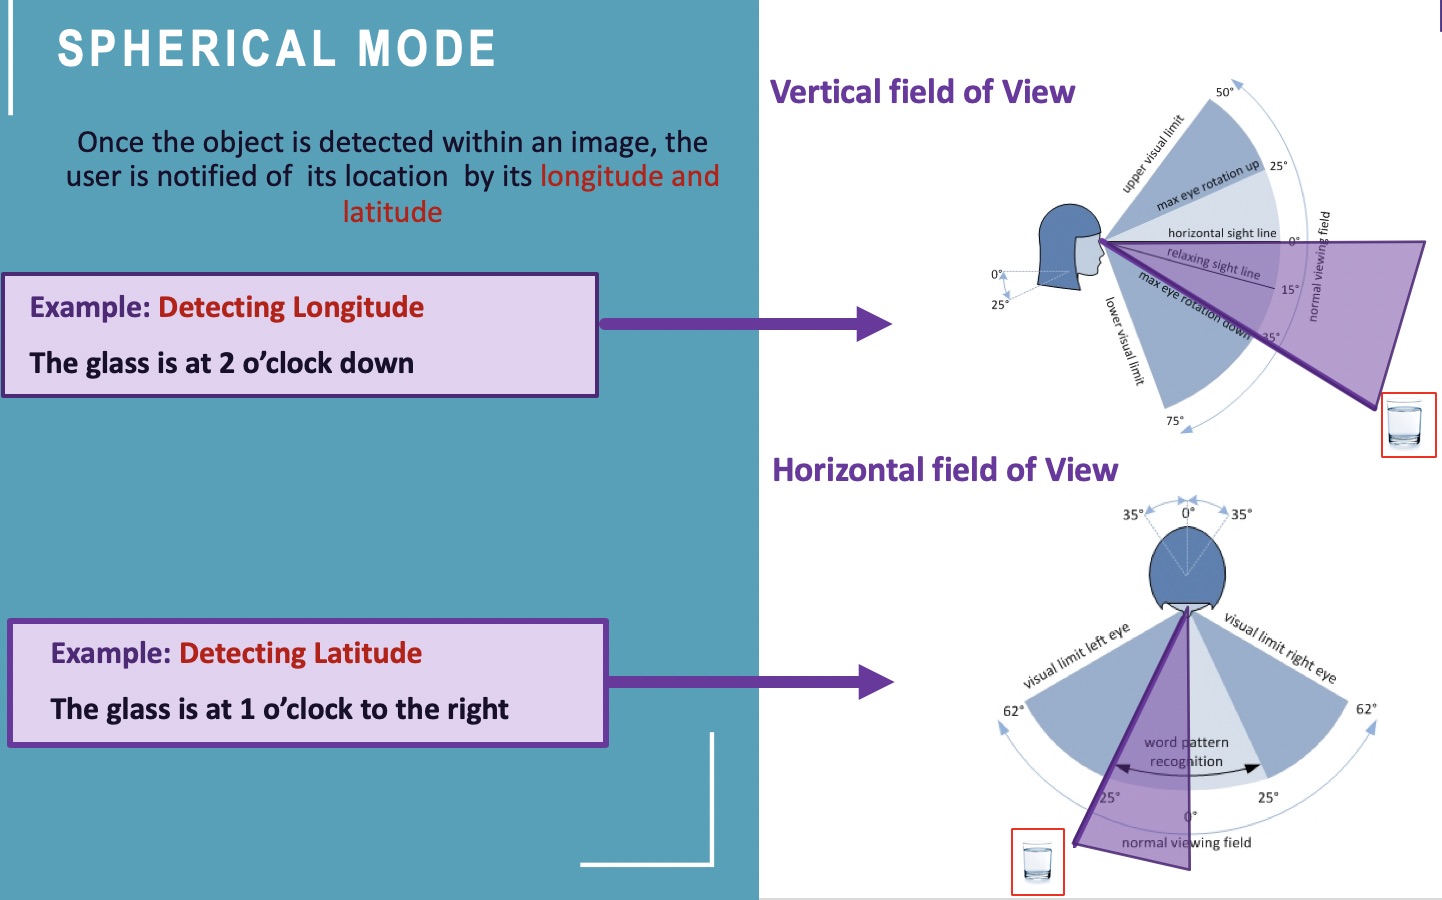 SPHERICAL MODE
Once the object is detected within an image, the
user is notified of its location by its longitude and
latitude
Example: Detecting Longitude
The glass is at 2 o’clock down
Example: Detecting Latitude
The glass is at 1 o’clock to the right
Vertical field of View
50°
upper visual limit
25°
max eye rotation up
horizontal sight line
0°
relaxing sight line
15°
max eye rotation down
35°
normal viewing field
lower visual limit
75°
0°
25°
Horizontal field of View
35°
0°
35°
visual limit left eye
visual limit right eye
62°
62°
word pattern
recognition
25°
25°
0°
normal viewing field